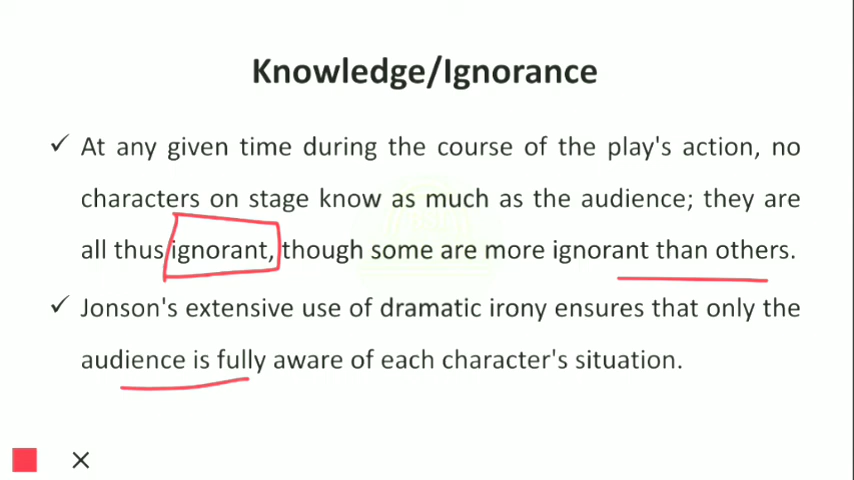 Knowledge/Ignorance
✓ At any given time during the course of the play's action, no
characters on stage know as much as the audience; they are
all thus ignorant, though some are more ignorant than others.
✓ Jonson's extensive use of dramatic irony ensures that only the
audience is fully aware of each character's situation.